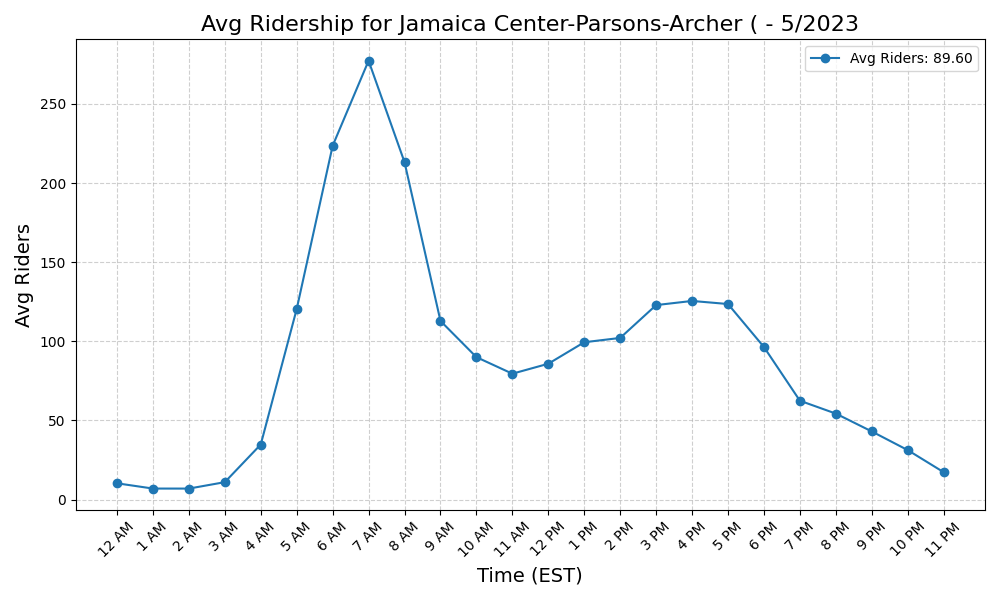 Avg Ridership for Jamaica Center-Parsons-Archer ( - 5/2023
Avg Riders: 89.60
Avg Riders
250
200
150
100
50
0
12 AM
1 AM
2 AM
3 AM
4 AM
5 AM
6 AM
7 AM
8 AM
9 AM
10 AM
11 AM
12 PM
1 PM
2 PM
3 PM
4 PM
5 PM
6 PM
7 PM
8 PM
9 PM
10 PM
11 PM
Time (EST)